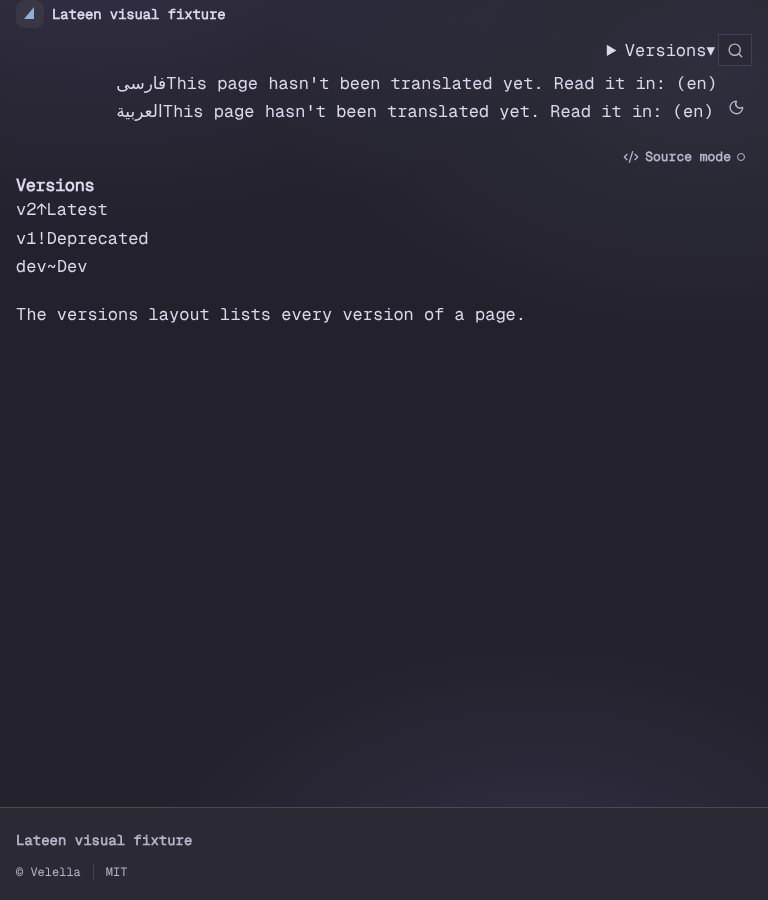 Lateen visual fixture
▶ Versions▾
فارسیThis page hasn't been translated yet. Read it in: (en)
العربيةThis page hasn't been translated yet. Read it in: (en)
</> Source mode
Versions
v2↑Latest
v1!Deprecated
dev~Dev
The versions layout lists every version of a page.
Lateen visual fixture
© Velella | MIT